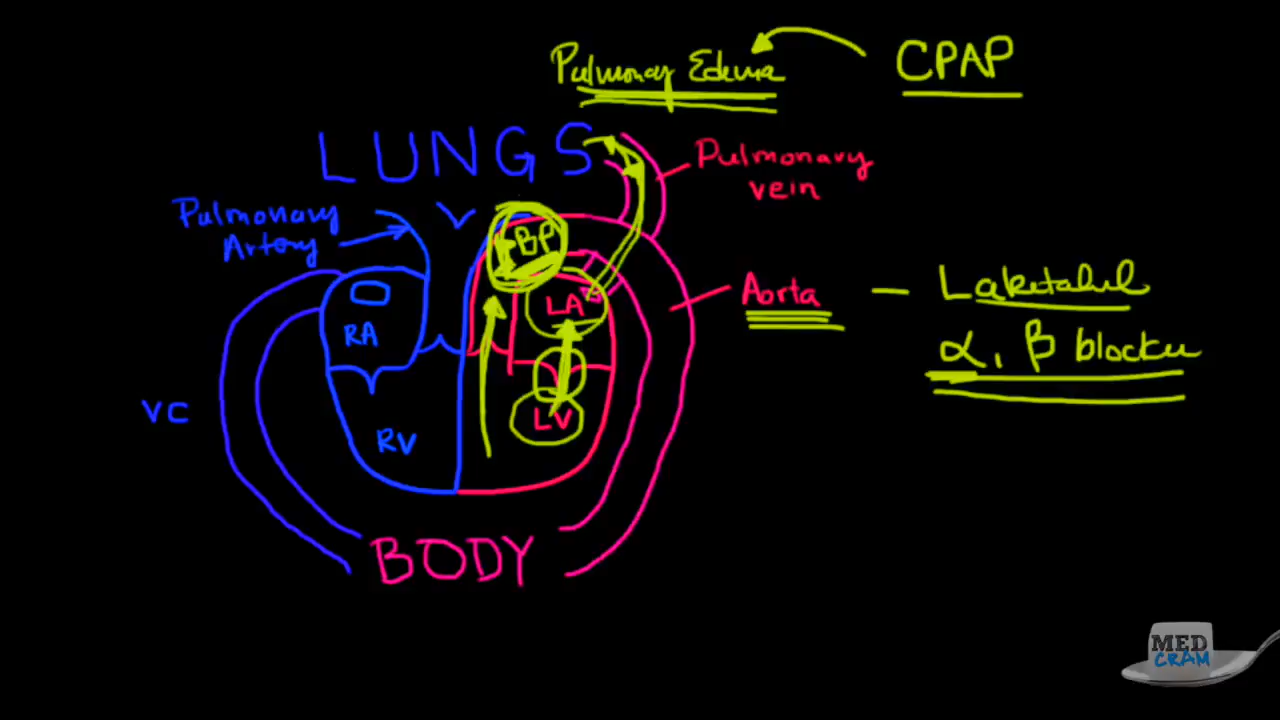 Pulmonary Edema
CPAP
LUNGS
Pulmonary
vein
Pulmonary
Artery
BP
LA
Aorta
Laketalul
α, β blocker
RA
LV
RV
VC
BODY
MED
CRAM